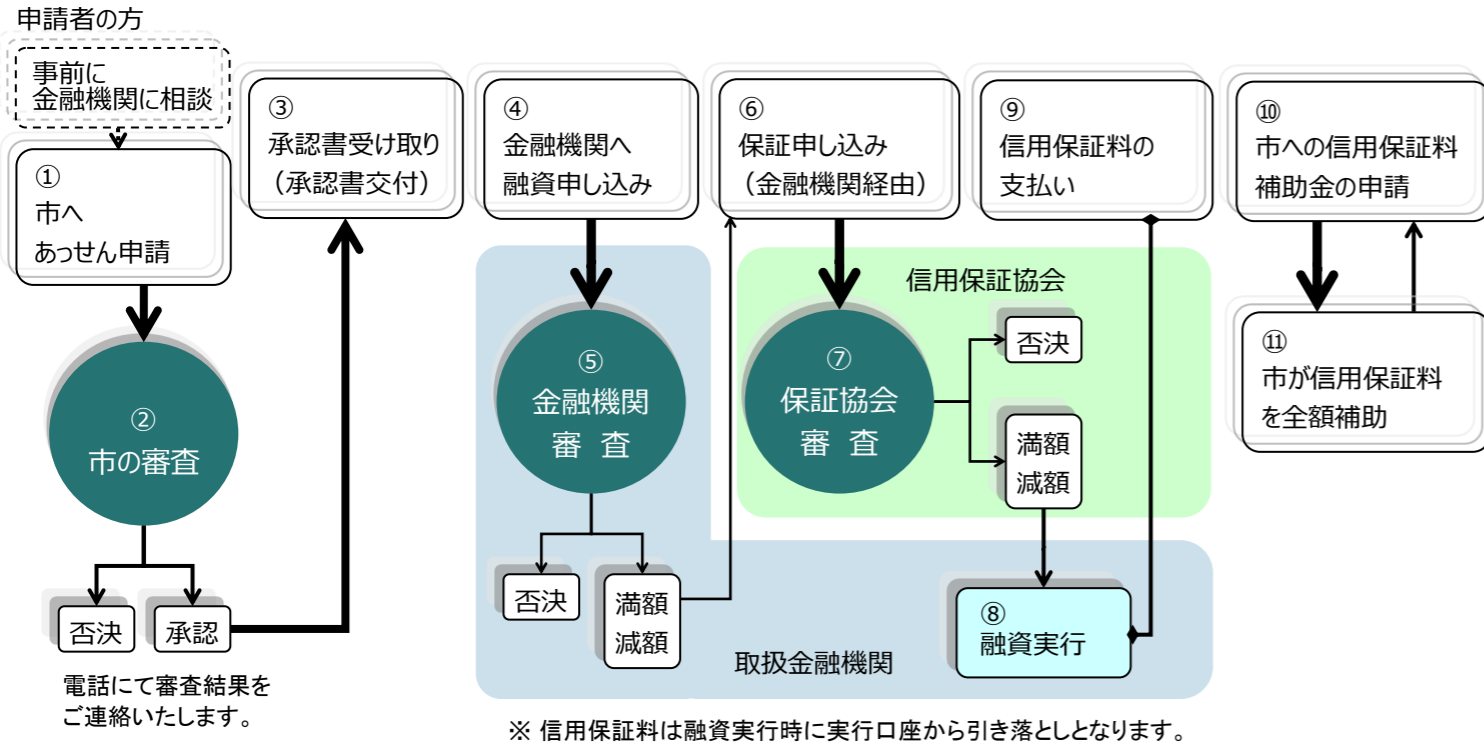 申請者の方
事前に
金融機関に相談
①
市へ
あっせん申請
②
市の審査
否決
承認
電話にて審査結果を
ご連絡いたします。
③
承認書受け取り
（承認書交付）
④
金融機関へ
融資申し込み
⑤
金融機関
審 査
否決
満額
減額
⑥
保証申し込み
（金融機関経由）
信用保証協会
⑦
保証協会
審 査
否決
満額
減額
取扱金融機関
⑧
融資実行
⑨
信用保証料の
支払い
⑩
市への信用保証料
補助金の申請
⑪
市が信用保証料
を全額補助
※ 信用保証料は融資実行時に実行口座から引き落としとなります。